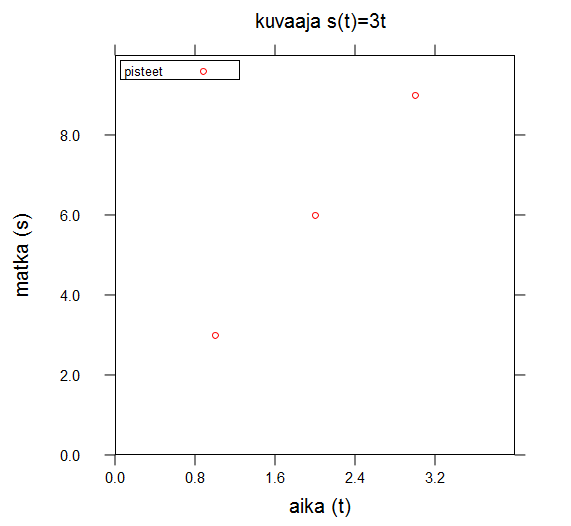 kuvaaja s(t)=3t
pisteet
8.0
6.0
matka (s)
4.0
2.0
0.0
0.0 0.8 1.6 2.4 3.2
aika (t)